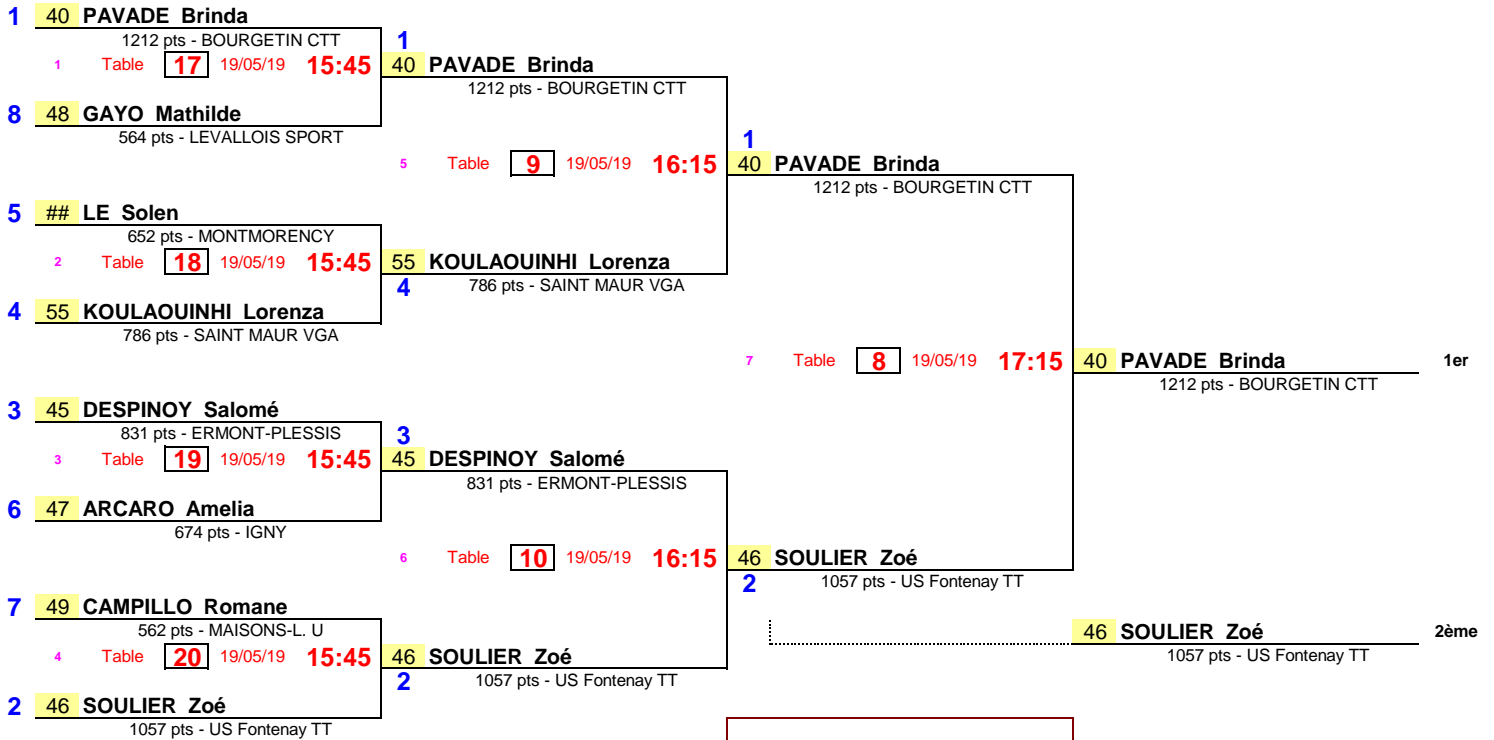 1 40 PAVADE Brinda
1212 pts - BOURGETIN CTT
1
1 Table 17 19/05/19 15:45 40 PAVADE Brinda
1212 pts - BOURGETIN CTT
8 48 GAYO Mathilde
564 pts - LEVALLOIS SPORT
1
5 Table 9 19/05/19 16:15 40 PAVADE Brinda
1212 pts - BOURGETIN CTT
5 ## LE Solen
652 pts - MONTMORENCY
2 Table 18 19/05/19 15:45 55 KOULAOUINHI Lorenza
4 786 pts - SAINT MAUR VGA
4 55 KOULAOUINHI Lorenza
786 pts - SAINT MAUR VGA
7 Table 8 19/05/19 17:15 40 PAVADE Brinda 1er
1212 pts - BOURGETIN CTT
3 45 DESPINOY Salomé
831 pts - ERMONT-PLESSIS
3
3 Table 19 19/05/19 15:45 45 DESPINOY Salomé
831 pts - ERMONT-PLESSIS
6 47 ARCARO Amelia
674 pts - IGNY
6 Table 10 19/05/19 16:15 46 SOULIER Zoé
2 1057 pts - US Fontenay TT
7 49 CAMPILLO Romane
562 pts - MAISONS-L. U
46 SOULIER Zoé 2ème
1057 pts - US Fontenay TT
4 Table 20 19/05/19 15:45 46 SOULIER Zoé
2 1057 pts - US Fontenay TT
2 46 SOULIER Zoé
1057 pts - US Fontenay TT